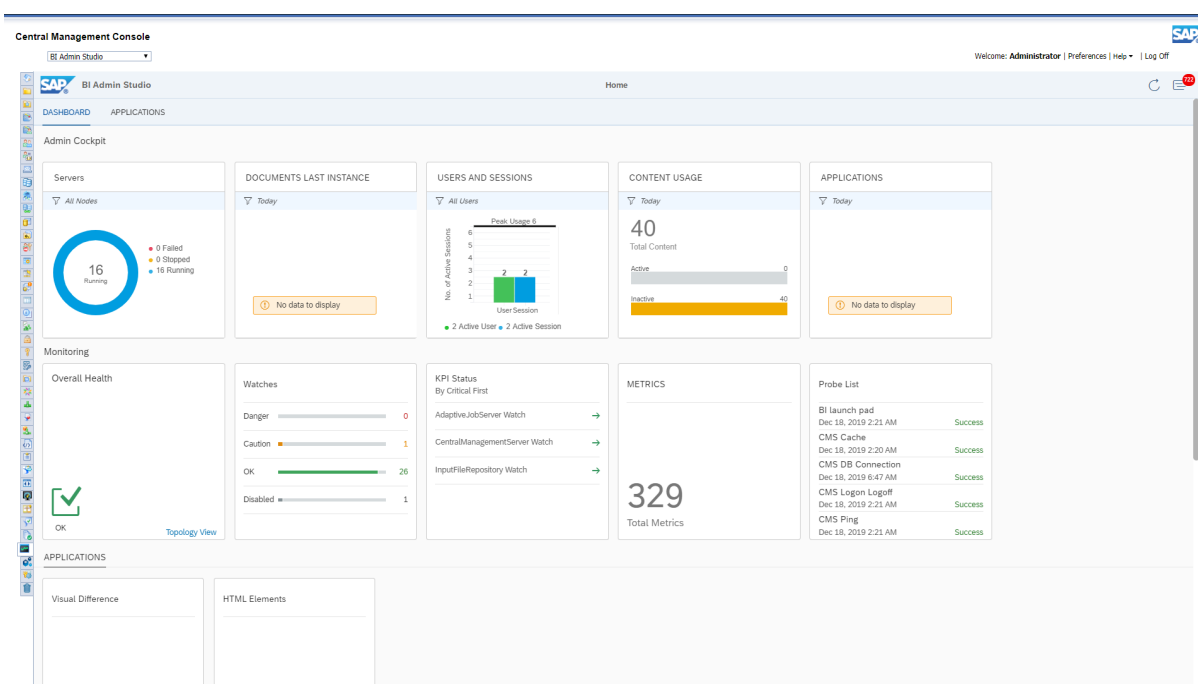 Central Management Console
SAP
BI Admin Studio
Welcome: Administrator | Preferences | Help | Log Off
SAP BI Admin Studio
Home
722
DASHBOARD APPLICATIONS
Admin Cockpit
Servers
All Nodes
16
Running
0 Failed
0 Stopped
16 Running
DOCUMENTS LAST INSTANCE
Today
No data to display
USERS AND SESSIONS
All Users
Peak Usage 6
No. of Active Sessions
6
5
4
3
2
1
2 2
UserSession
2 Active User 2 Active Session
CONTENT USAGE
Today
40
Total Content
Active 0
Inactive 40
APPLICATIONS
Today
No data to display
Monitoring
Overall Health
OK
Topology View
Watches
Danger 0
Caution 1
OK 26
Disabled 1
KPI Status
By Critical First
AdaptiveJobServer Watch
CentralManagementServer Watch
InputFileRepository Watch
METRICS
329
Total Metrics
Probe List
BI launch pad
Dec 18, 2019 2:21 AM Success
CMS Cache
Dec 18, 2019 2:20 AM Success
CMS DB Connection
Dec 18, 2019 6:47 AM Success
CMS Logon Logoff
Dec 18, 2019 2:21 AM Success
CMS Ping
Dec 18, 2019 2:21 AM Success
APPLICATIONS
Visual Difference
HTML Elements